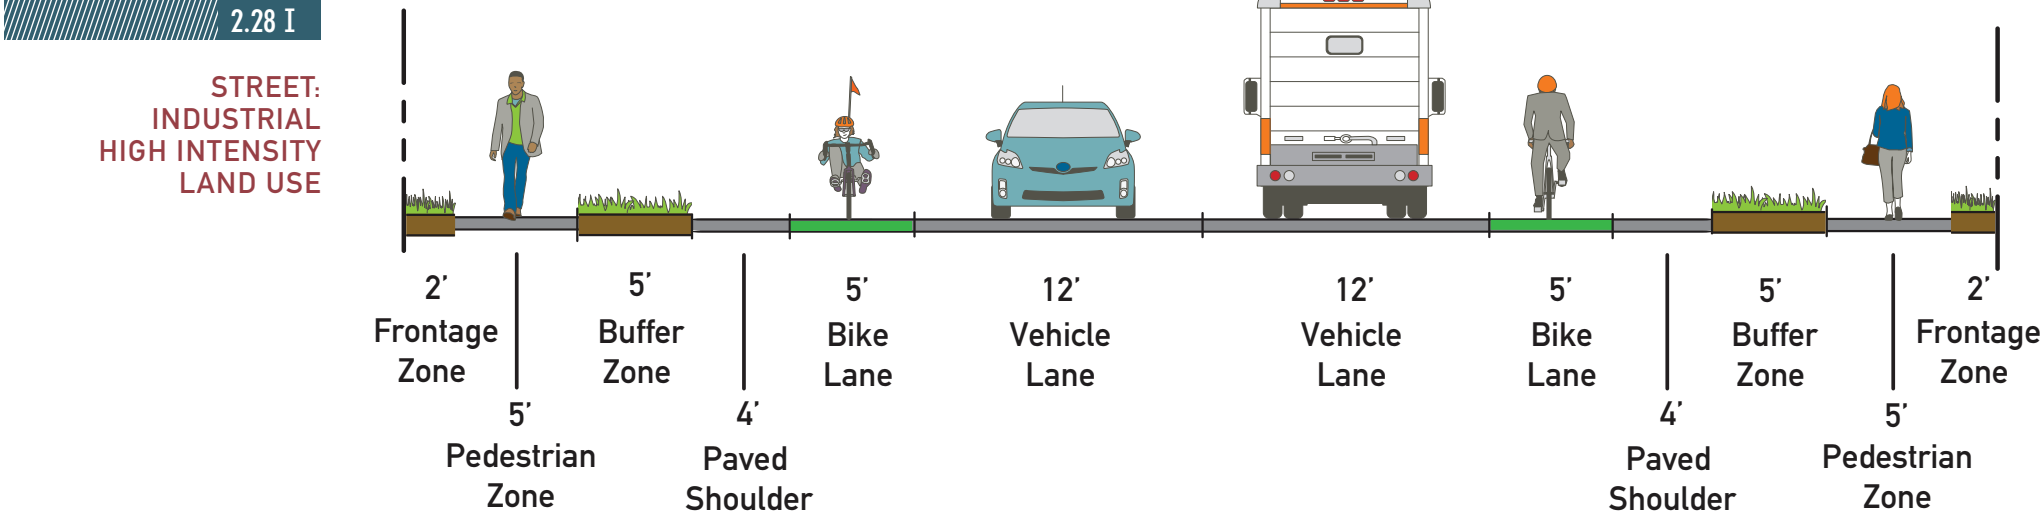 2.28 I
STREET:
INDUSTRIAL
HIGH INTENSITY
LAND USE
2’
Frontage
Zone
5’
Pedestrian
Zone
5’
Buffer
Zone
4’
Paved
Shoulder
5’
Bike
Lane
12’
Vehicle
Lane
12’
Vehicle
Lane
5’
Bike
Lane
4’
Paved
Shoulder
5’
Buffer
Zone
5’
Pedestrian
Zone
2’
Frontage
Zone